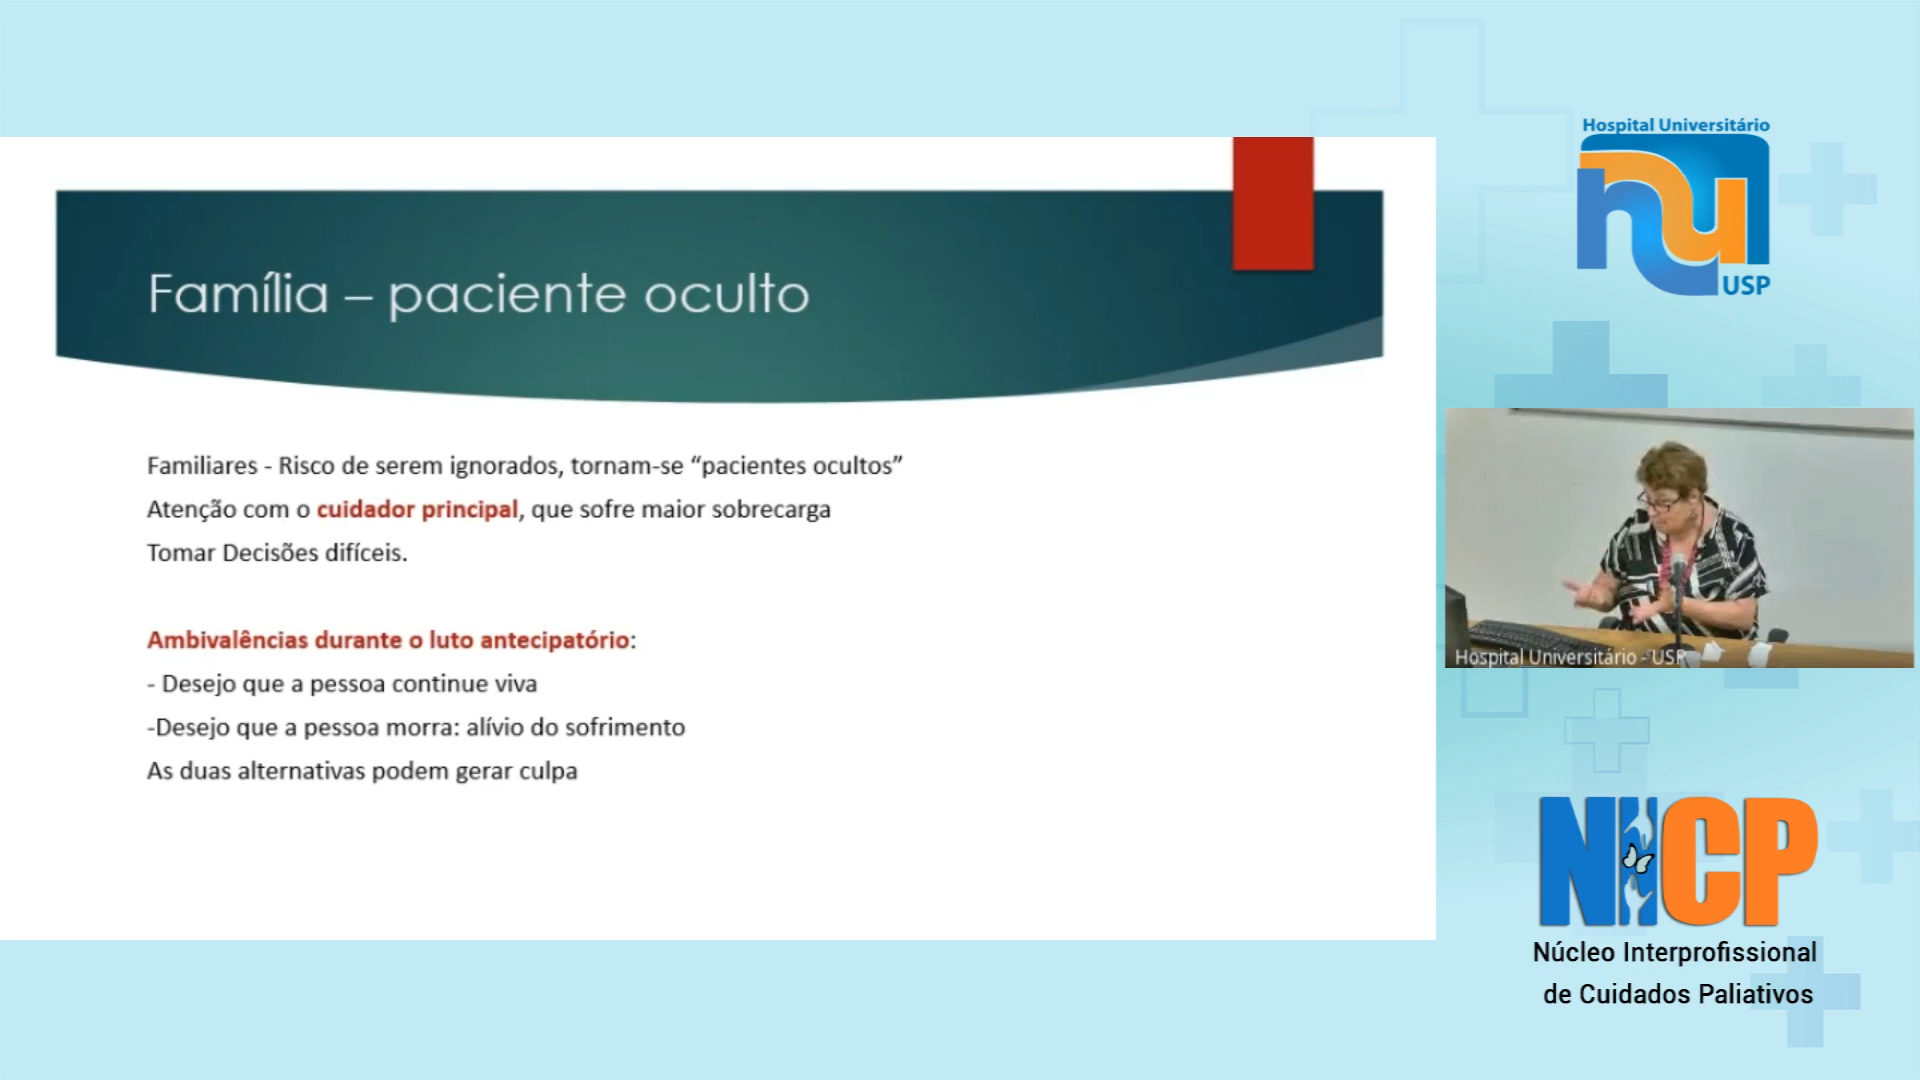 Hospital Universitário
USP
Família – paciente oculto
Familiares - Risco de serem ignorados, tornam-se “pacientes ocultos”
Atenção com o cuidador principal, que sofre maior sobrecarga
Tomar Decisões difíceis.
Ambivalências durante o luto antecipatório:
- Desejo que a pessoa continue viva
-Desejo que a pessoa morra: alívio do sofrimento
As duas alternativas podem gerar culpa
Hospital Universitário - USP
NICP
Núcleo Interprofissional
de Cuidados Paliativos